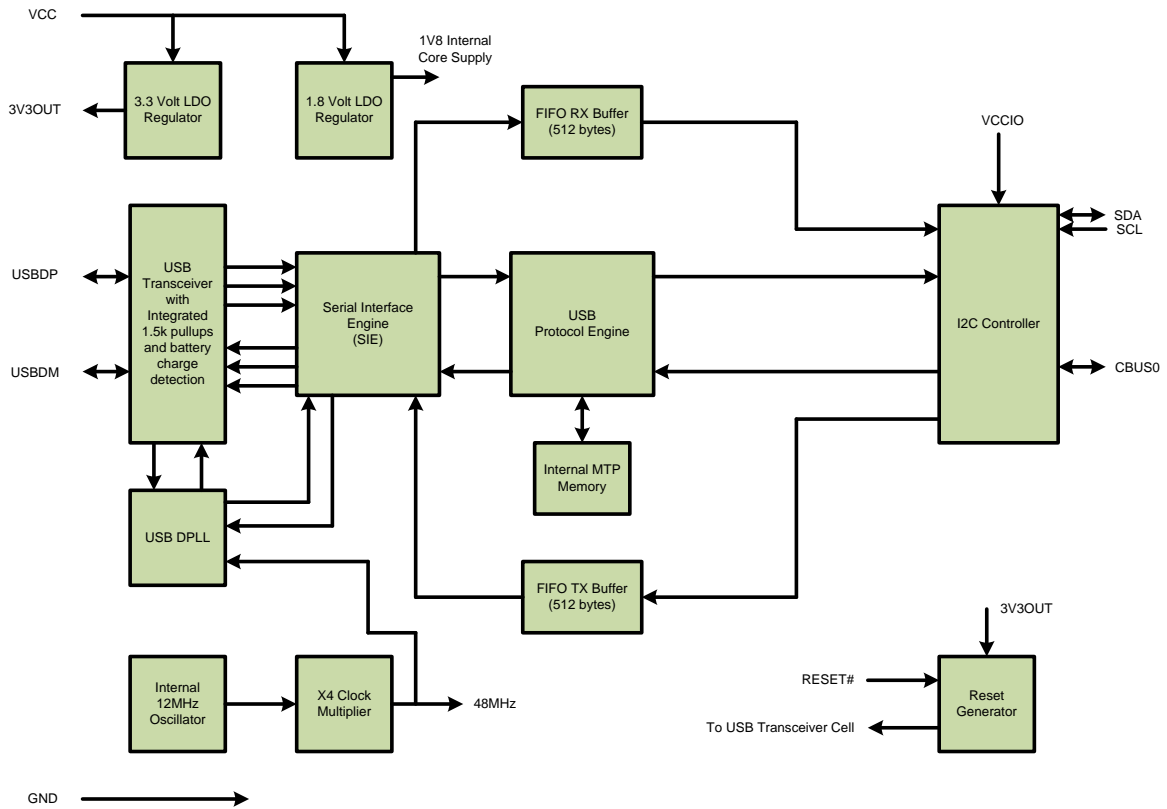 VCC
1V8 Internal
Core Supply
3V3OUT
3.3 Volt LDO
Regulator
1.8 Volt LDO
Regulator
FIFO RX Buffer
(512 bytes)
VCCIO
SDA
SCL
USBDP
USBDM
USB
Transceiver
with
Integrated
1.5k pullups
and battery
charge
detection
Serial Interface
Engine
(SIE)
USB
Protocol Engine
I2C Controller
CBUS0
Internal MTP
Memory
USB DPLL
FIFO TX Buffer
(512 bytes)
3V3OUT
Internal
12MHz
Oscillator
X4 Clock
Multiplier
48MHz
RESET#
Reset
Generator
To USB Transceiver Cell
GND